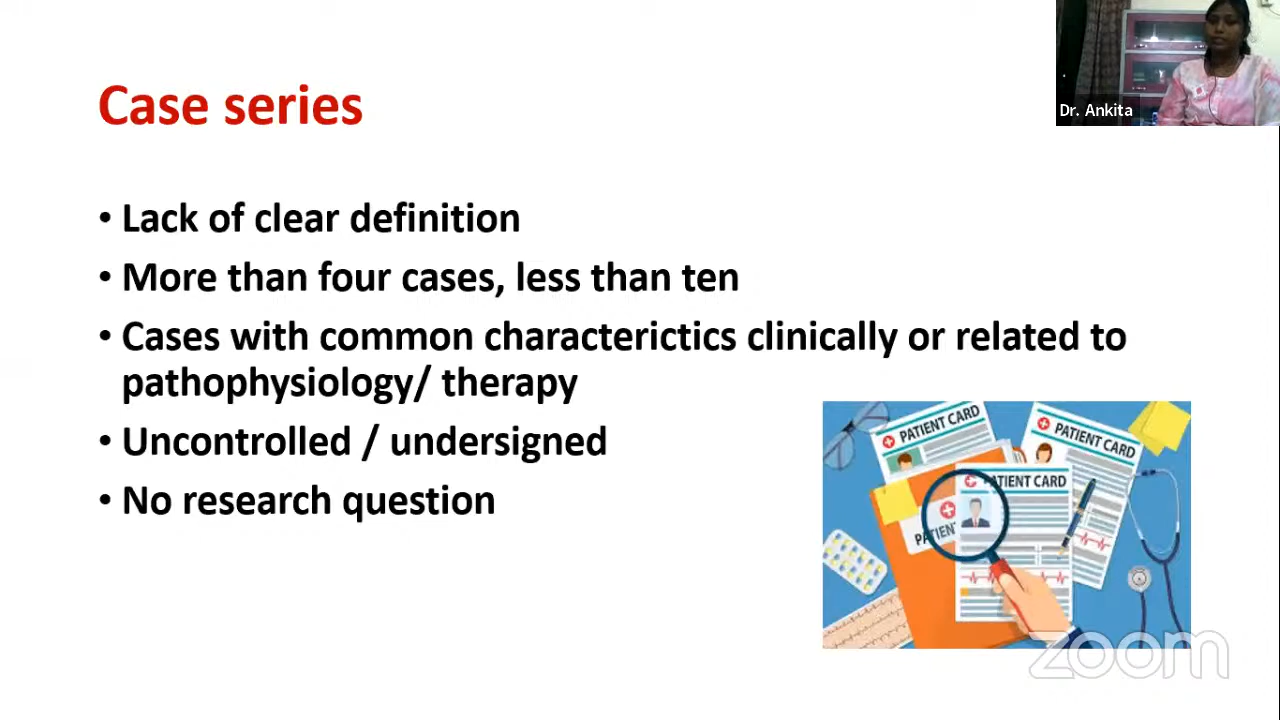 Case series
Dr. Ankita
• Lack of clear definition
• More than four cases, less than ten
• Cases with common characterictics clinically or related to
pathophysiology/ therapy
• Uncontrolled / undersigned
• No research question
PATIENT CARD
PATIENT CARD
PATIENT CARD
PATIEN
zoom